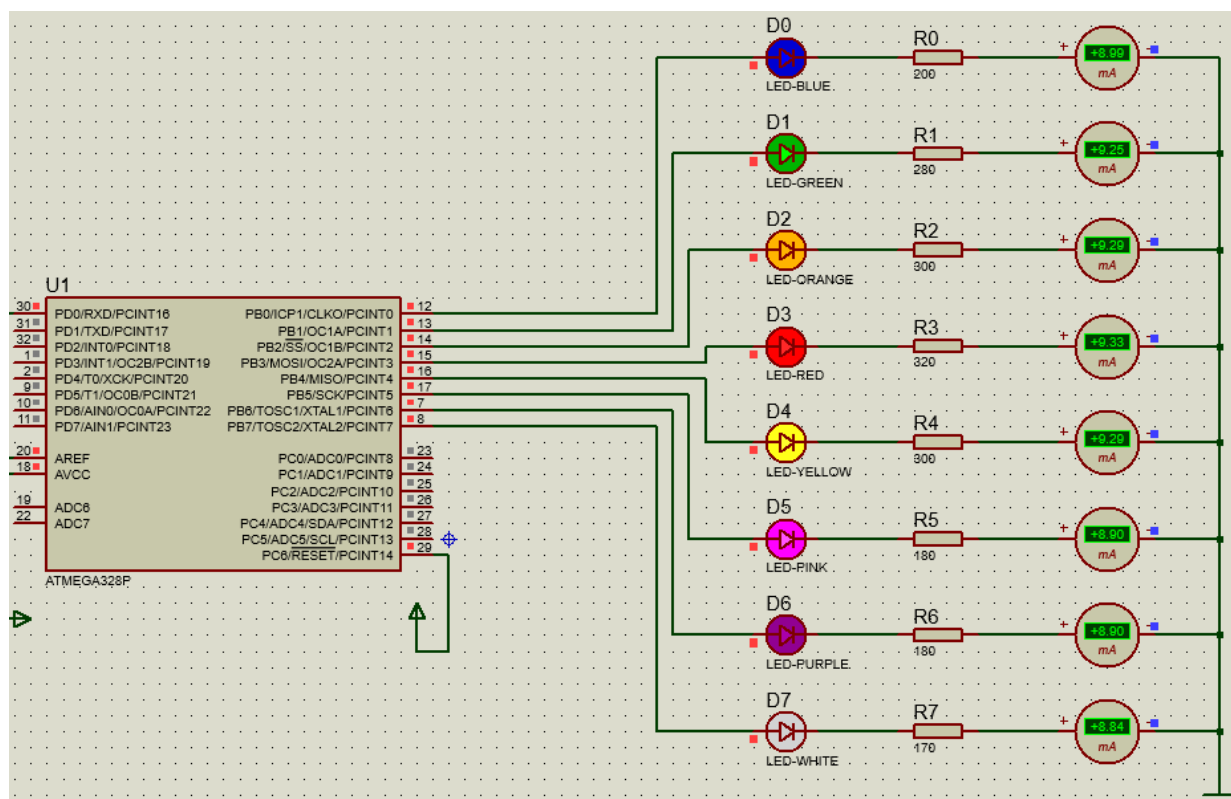 U1
30 PD0/RXD/PCINT16
31 PD1/TXD/PCINT17
32 PD2/INT0/PCINT18
1 PD3/INT1/OC2B/PCINT19
2 PD4/T0/XCK/PCINT20
9 PD5/T1/OC0B/PCINT21
10 PD6/AIN0/OC0A/PCINT22
11 PD7/AIN1/PCINT23
20 AREF
18 AVCC
19 ADC6
22 ADC7
PB0/ICP1/CLKO/PCINT0 12
PB1/OC1A/PCINT1 13
PB2/SS/OC1B/PCINT2 14
PB3/MOSI/OC2A/PCINT3 15
PB4/MISO/PCINT4 16
PB5/SCK/PCINT5 17
PB6/TOSC1/XTAL1/PCINT6 7
PB7/TOSC2/XTAL2/PCINT7 8
PC0/ADC0/PCINT8 23
PC1/ADC1/PCINT9 24
PC2/ADC2/PCINT10 25
PC3/ADC3/PCINT11 26
PC4/ADC4/SDA/PCINT12 27
PC5/ADC5/SCL/PCINT13 28
PC6/RESET/PCINT14 29
ATMEGA328P
D0 R0
+ +8.99 -
LED-BLUE 200 mA
D1 R1
+ +9.25 -
LED-GREEN 280 mA
D2 R2
+ +9.29 -
LED-ORANGE 300 mA
D3 R3
+ +9.33 -
LED-RED 320 mA
D4 R4
+ +9.29 -
LED-YELLOW 300 mA
D5 R5
+ +8.90 -
LED-PINK 180 mA
D6 R6
+ +8.90 -
LED-PURPLE 180 mA
D7 R7
+ +8.84 -
LED-WHITE 170 mA